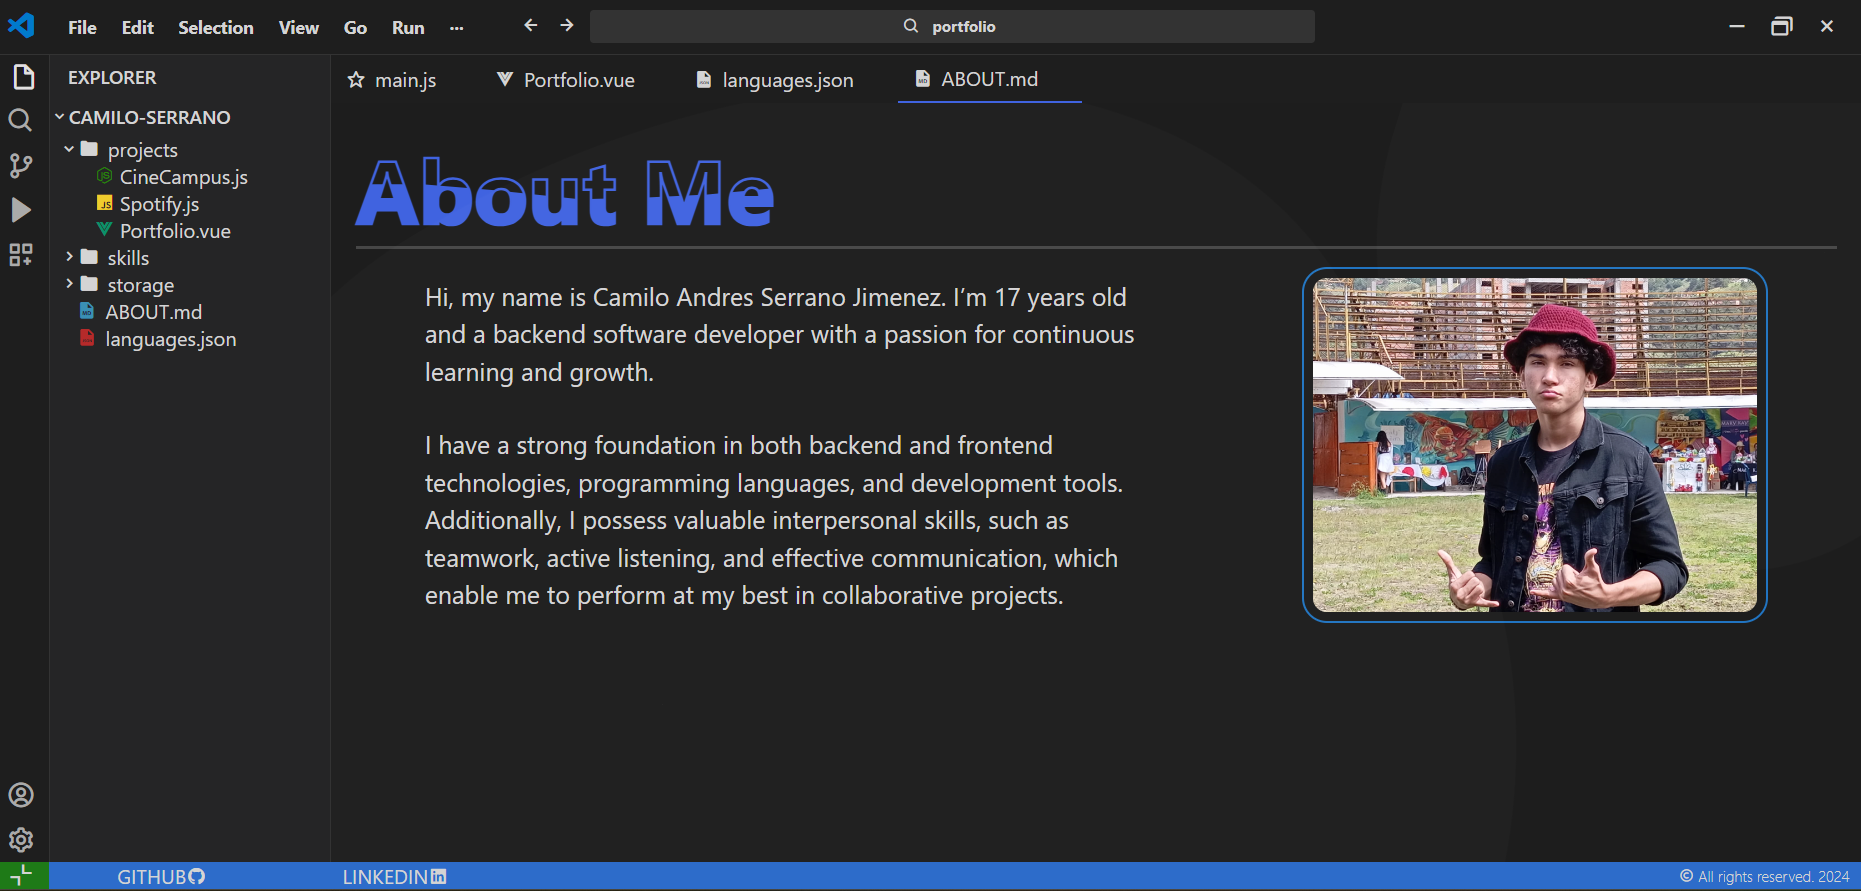 File Edit Selection View Go Run ... portfolio
EXPLORER
CAMILO-SERRANO
projects
CineCampus.js
Spotify.js
Portfolio.vue
skills
storage
ABOUT.md
languages.json
main.js Portfolio.vue languages.json ABOUT.md
About Me
Hi, my name is Camilo Andres Serrano Jimenez. I’m 17 years old
and a backend software developer with a passion for continuous
learning and growth.
I have a strong foundation in both backend and frontend
technologies, programming languages, and development tools.
Additionally, I possess valuable interpersonal skills, such as
teamwork, active listening, and effective communication, which
enable me to perform at my best in collaborative projects.
GITHUB LINKEDIN © All rights reserved. 2024